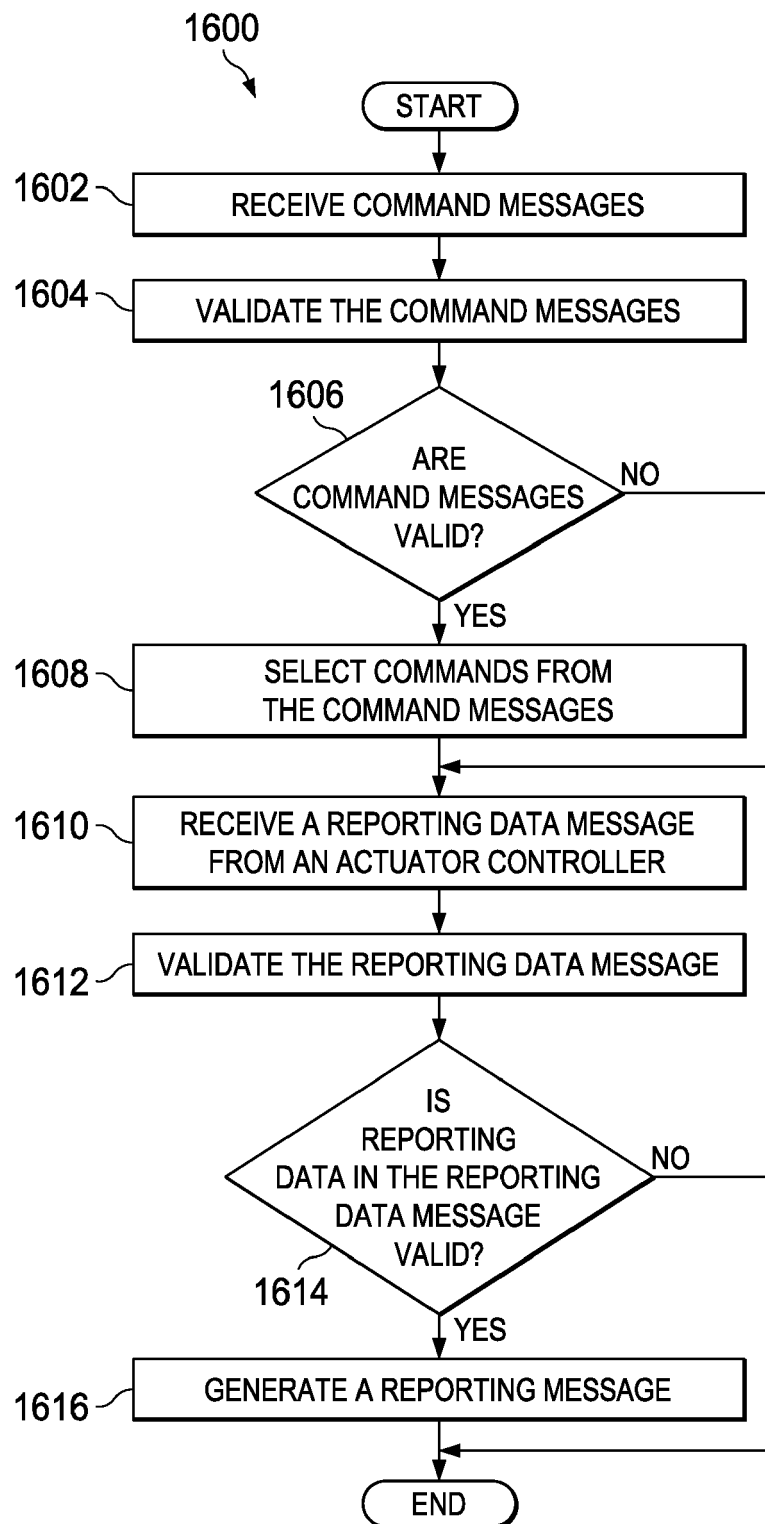 1600
START
1602
RECEIVE COMMAND MESSAGES
1604
VALIDATE THE COMMAND MESSAGES
1606
ARE
COMMAND MESSAGES
VALID?
NO
YES
1608
SELECT COMMANDS FROM
THE COMMAND MESSAGES
1610
RECEIVE A REPORTING DATA MESSAGE
FROM AN ACTUATOR CONTROLLER
1612
VALIDATE THE REPORTING DATA MESSAGE
IS
REPORTING
DATA IN THE REPORTING
DATA MESSAGE
VALID?
NO
1614
YES
1616
GENERATE A REPORTING MESSAGE
END